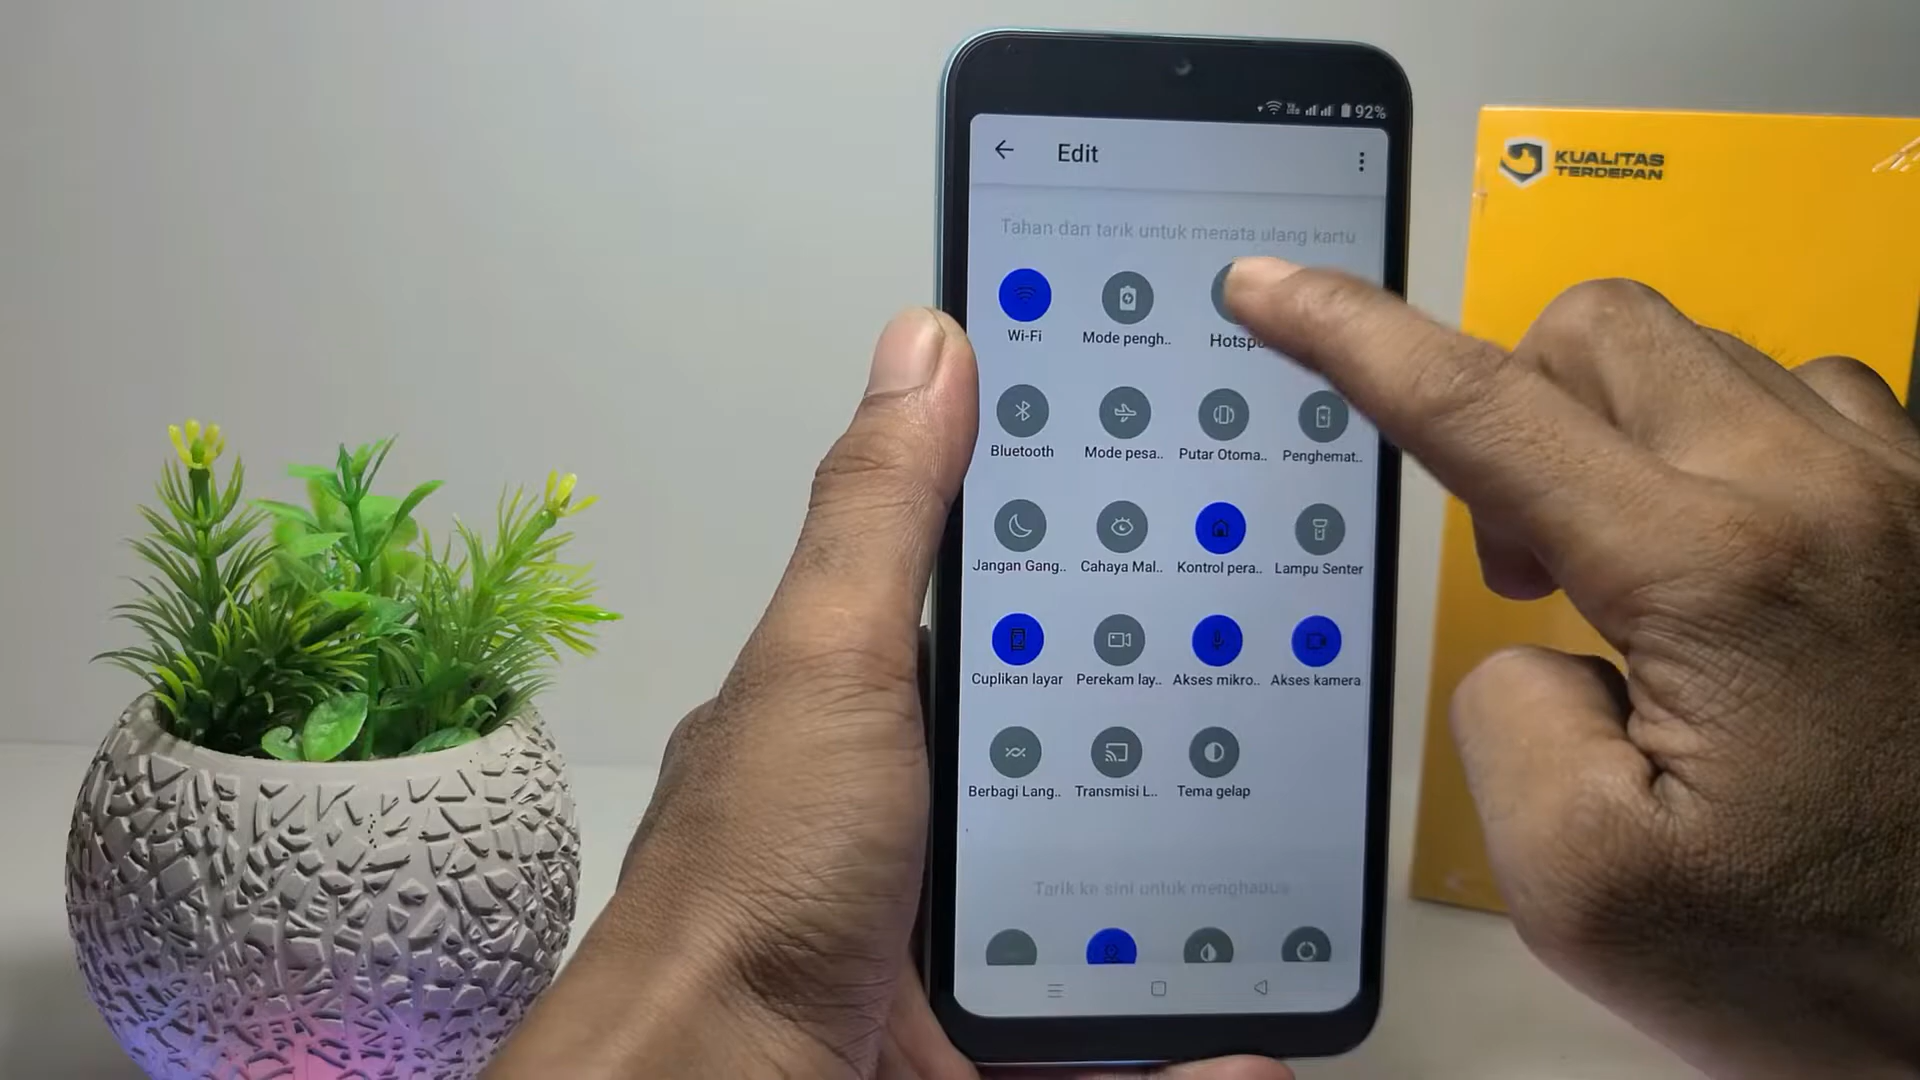 92%
Edit
Tahan dan tarik untuk menata ulang kartu
Wi-Fi
Mode pengh..
Bluetooth
Mode pesa..
Putar Otoma..
Penghemat..
Jangan Gang..
Cahaya Mal..
Kontrol pera..
Lampu Senter
Cuplikan layar
Perekam lay..
Akses mikro..
Akses kamera
Berbagi Lang..
Transmisi L..
Tema gelap
Tarik ke sini untuk menghapus
KUALITAS
TERDEPAN